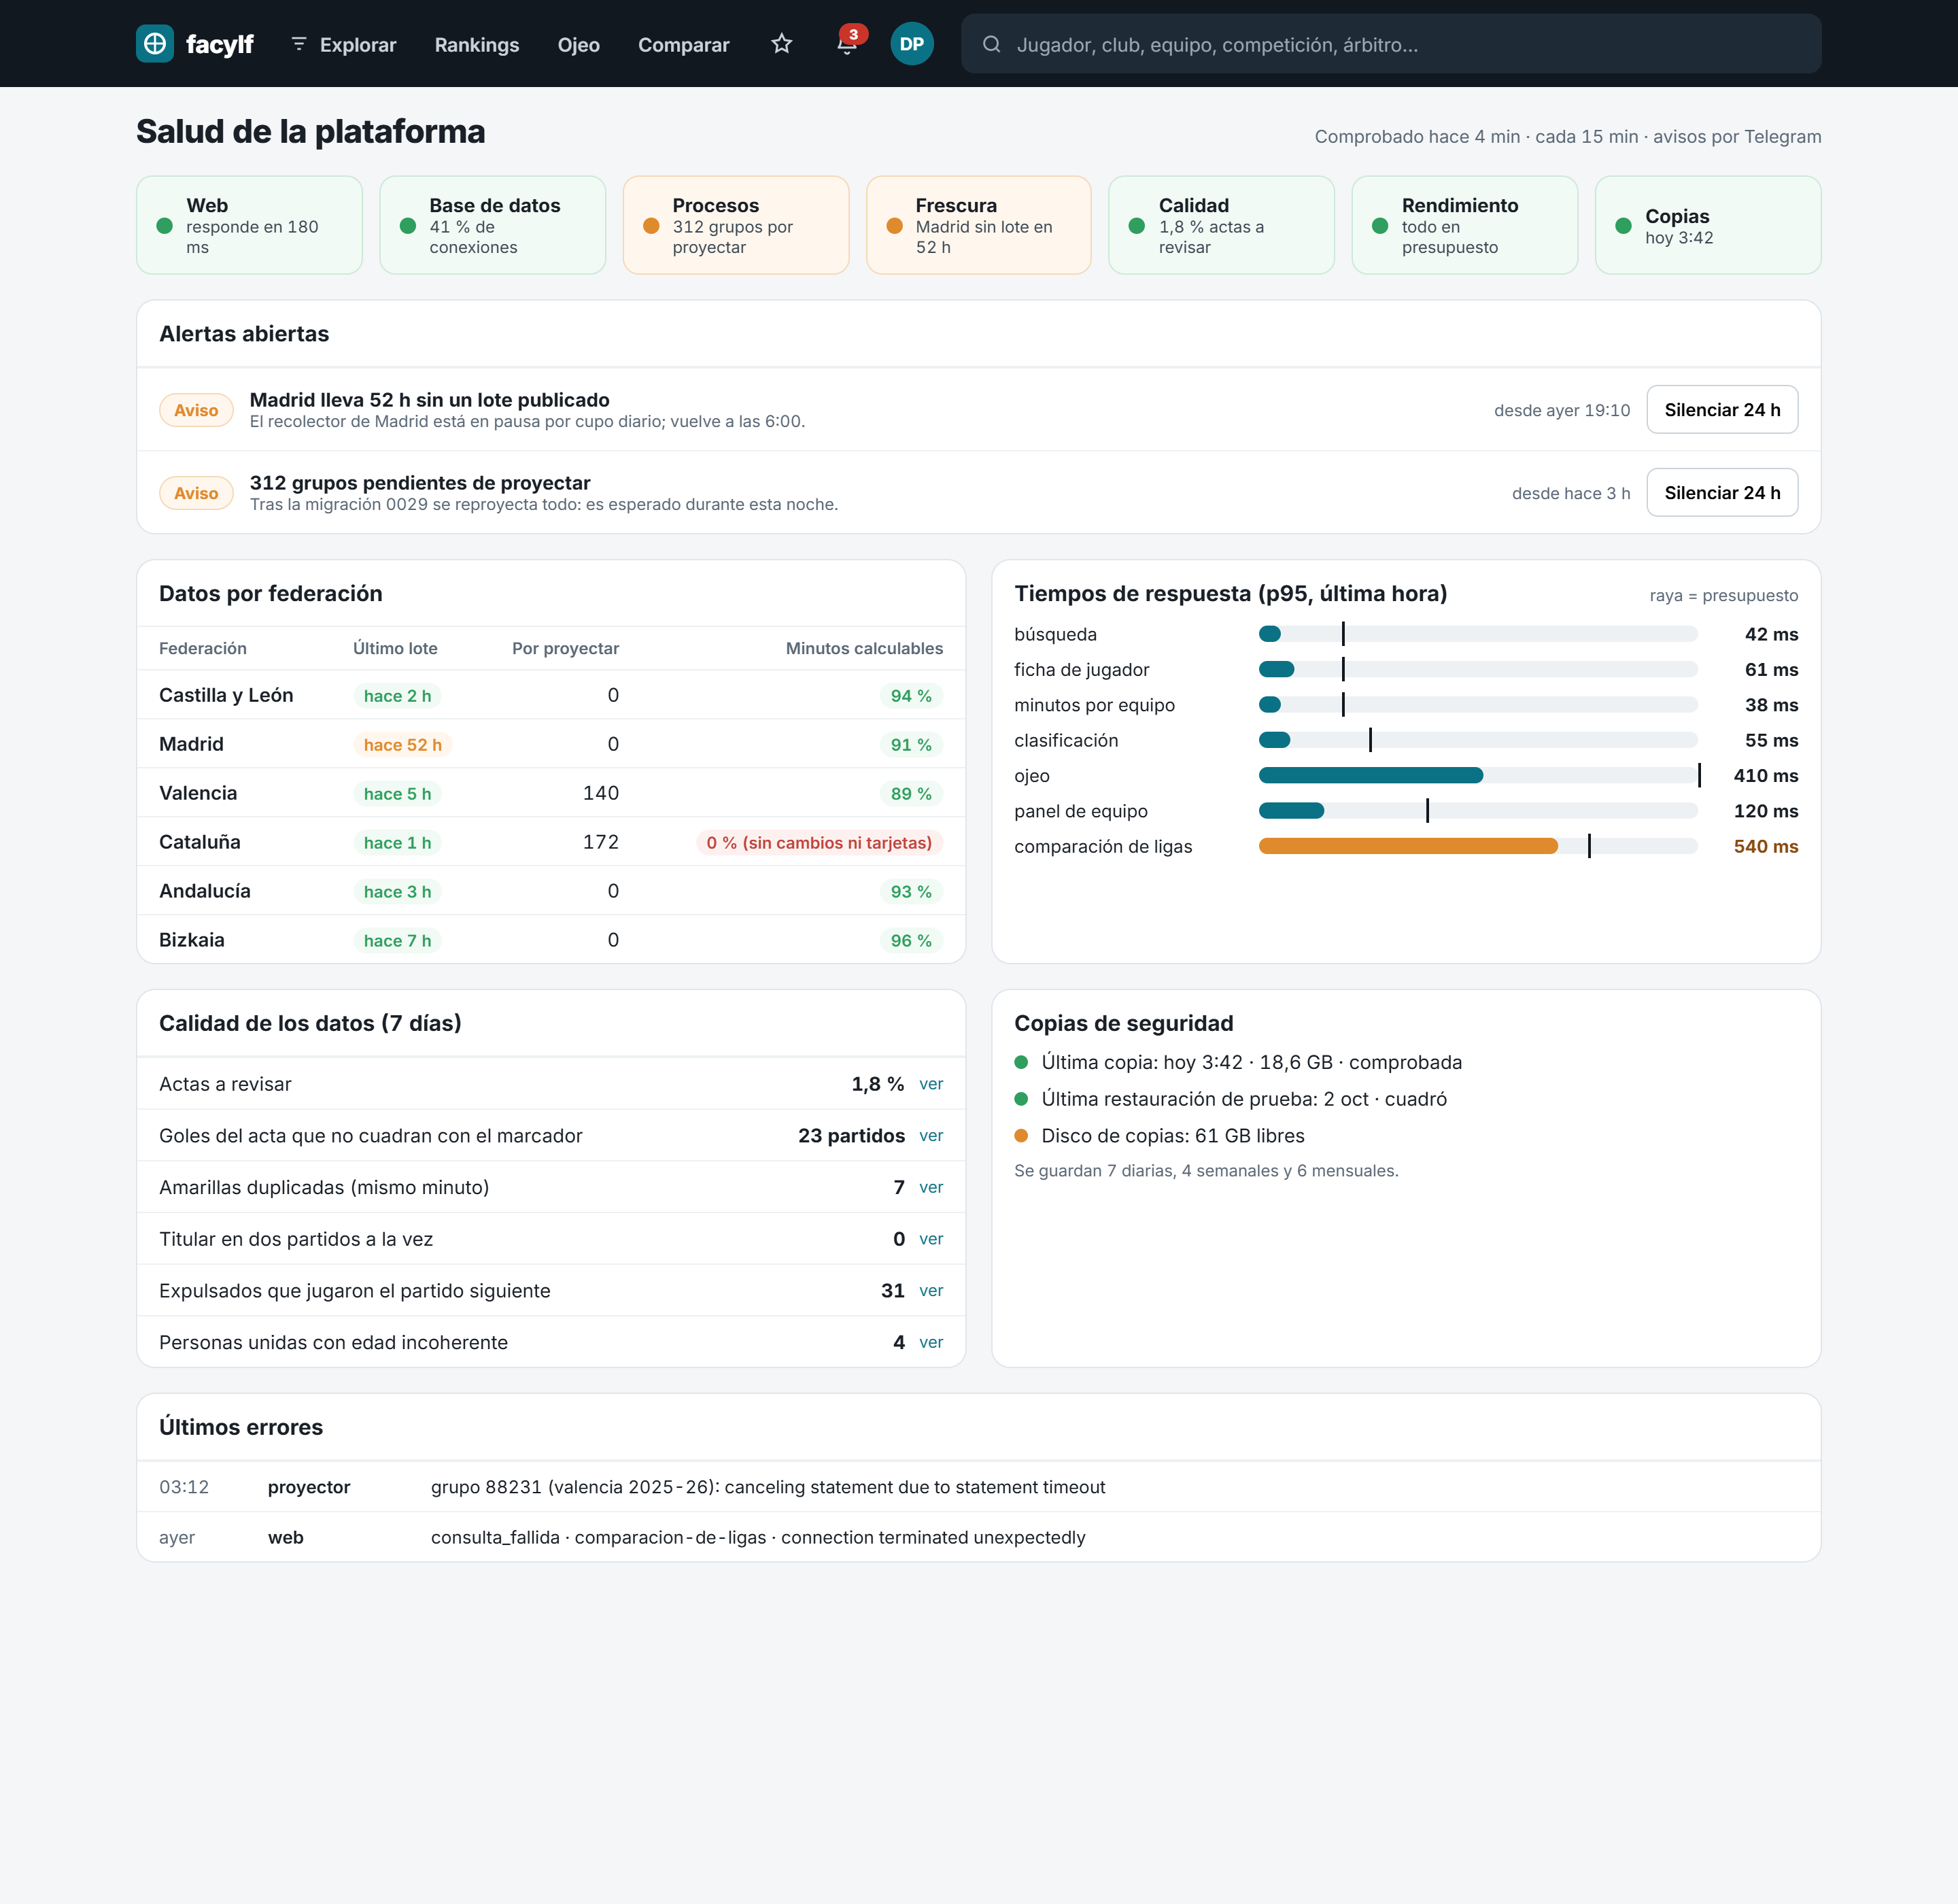 facylf
Explorar
Rankings
Ojeo
Comparar
3
DP
Jugador, club, equipo, competición, árbitro...
Salud de la plataforma
Comprobado hace 4 min · cada 15 min · avisos por Telegram
Web
responde en 180
ms
Base de datos
41 % de
conexiones
Procesos
312 grupos por
proyectar
Frescura
Madrid sin lote en
52 h
Calidad
1,8 % actas a
revisar
Rendimiento
todo en
presupuesto
Copias
hoy 3:42
Alertas abiertas
Aviso
Madrid lleva 52 h sin un lote publicado
El recolector de Madrid está en pausa por cupo diario; vuelve a las 6:00.
desde ayer 19:10
Silenciar 24 h
Aviso
312 grupos pendientes de proyectar
Tras la migración 0029 se reproyecta todo: es esperado durante esta noche.
desde hace 3 h
Silenciar 24 h
Datos por federación
Federación Último lote Por proyectar Minutos calculables
Castilla y León hace 2 h 0 94 %
Madrid hace 52 h 0 91 %
Valencia hace 5 h 140 89 %
Cataluña hace 1 h 172 0 % (sin cambios ni tarjetas)
Andalucía hace 3 h 0 93 %
Bizkaia hace 7 h 0 96 %
Tiempos de respuesta (p95, última hora)
raya = presupuesto
búsqueda 42 ms
ficha de jugador 61 ms
minutos por equipo 38 ms
clasificación 55 ms
ojeo 410 ms
panel de equipo 120 ms
comparación de ligas 540 ms
Calidad de los datos (7 días)
Actas a revisar 1,8 % ver
Goles del acta que no cuadran con el marcador 23 partidos ver
Amarillas duplicadas (mismo minuto) 7 ver
Titular en dos partidos a la vez 0 ver
Expulsados que jugaron el partido siguiente 31 ver
Personas unidas con edad incoherente 4 ver
Copias de seguridad
Última copia: hoy 3:42 · 18,6 GB · comprobada
Última restauración de prueba: 2 oct · cuadró
Disco de copias: 61 GB libres
Se guardan 7 diarias, 4 semanales y 6 mensuales.
Últimos errores
03:12 proyector grupo 88231 (valencia 2025-26): canceling statement due to statement timeout
ayer web consulta_fallida · comparacion-de-ligas · connection terminated unexpectedly